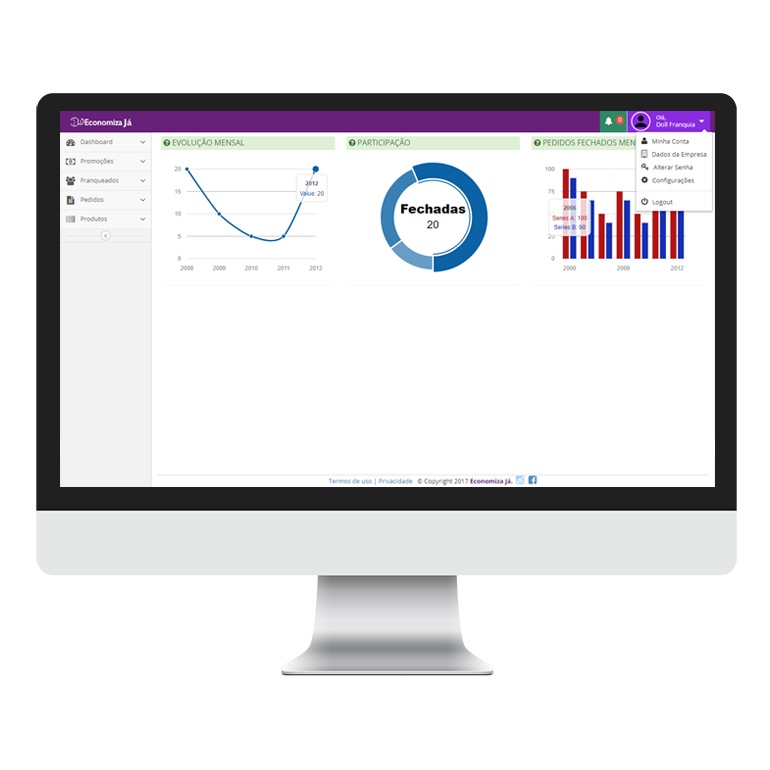 Economiza Já
0
Olá,
Doll Franquia
Dashboard
Promoções
Franqueados
Pedidos
Produtos
EVOLUÇÃO MENSAL
20
15
10
5
0
2012
Value: 20
2008
2009
2010
2011
2012
PARTICIPAÇÃO
Fechadas
20
PEDIDOS FECHADOS MEN
100
75
25
0
2006
Series A: 100
Series B: 90
2006
2009
2012
Minha Conta
Dados da Empresa
Alterar Senha
Configurações
Logout
Termos de uso | Privacidade © Copyright 2017 Economiza Já.